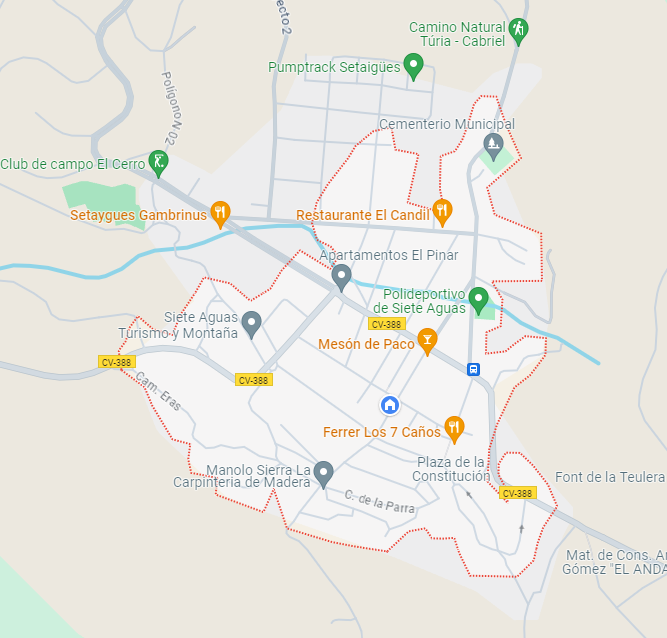 Camino Natural
Túria - Cabriel
ecto 2
Pumptrack Setaigües
Polígono N 02
Cementerio Municipal
Club de campo El Cerro
Setaygues Gambrinus
Restaurante El Candil
Apartamentos El Pinar
Polideportivo
de Siete Aguas
Siete Aguas
Turismo y Montaña
CV-388
Mesón de Paco
CV-388
CV-388
Cam. Eras
Ferrer Los 7 Caños
Plaza de la
Constitución
Manolo Sierra La
Carpinteria de Madera
Font de la Teulera
CV-388
C. de la Parra
Mat. de Cons. A
Gómez "EL ANDA